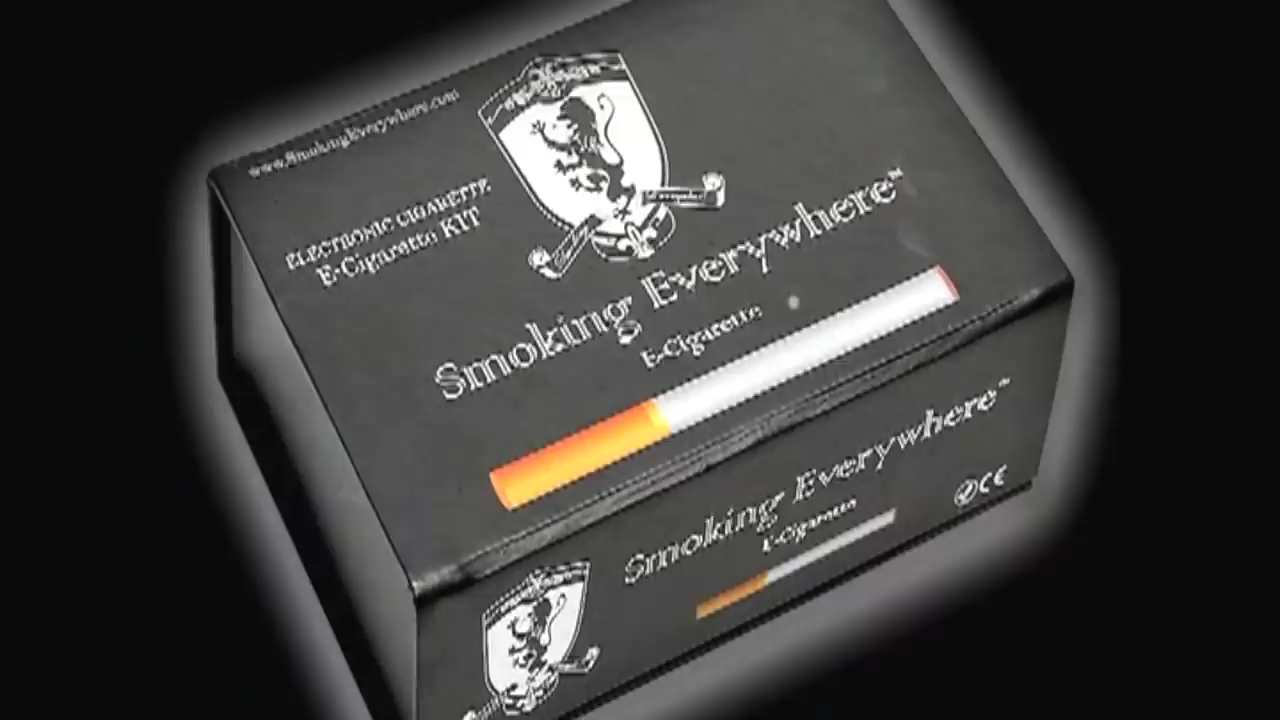 www.SmokingEverywhere.com
ELECTRONIC CIGARETTE
E-Cigarette KIT
Smoking Everywhere™
E-Cigarette
Smoking Everywhere™
E-Cigarette
CE